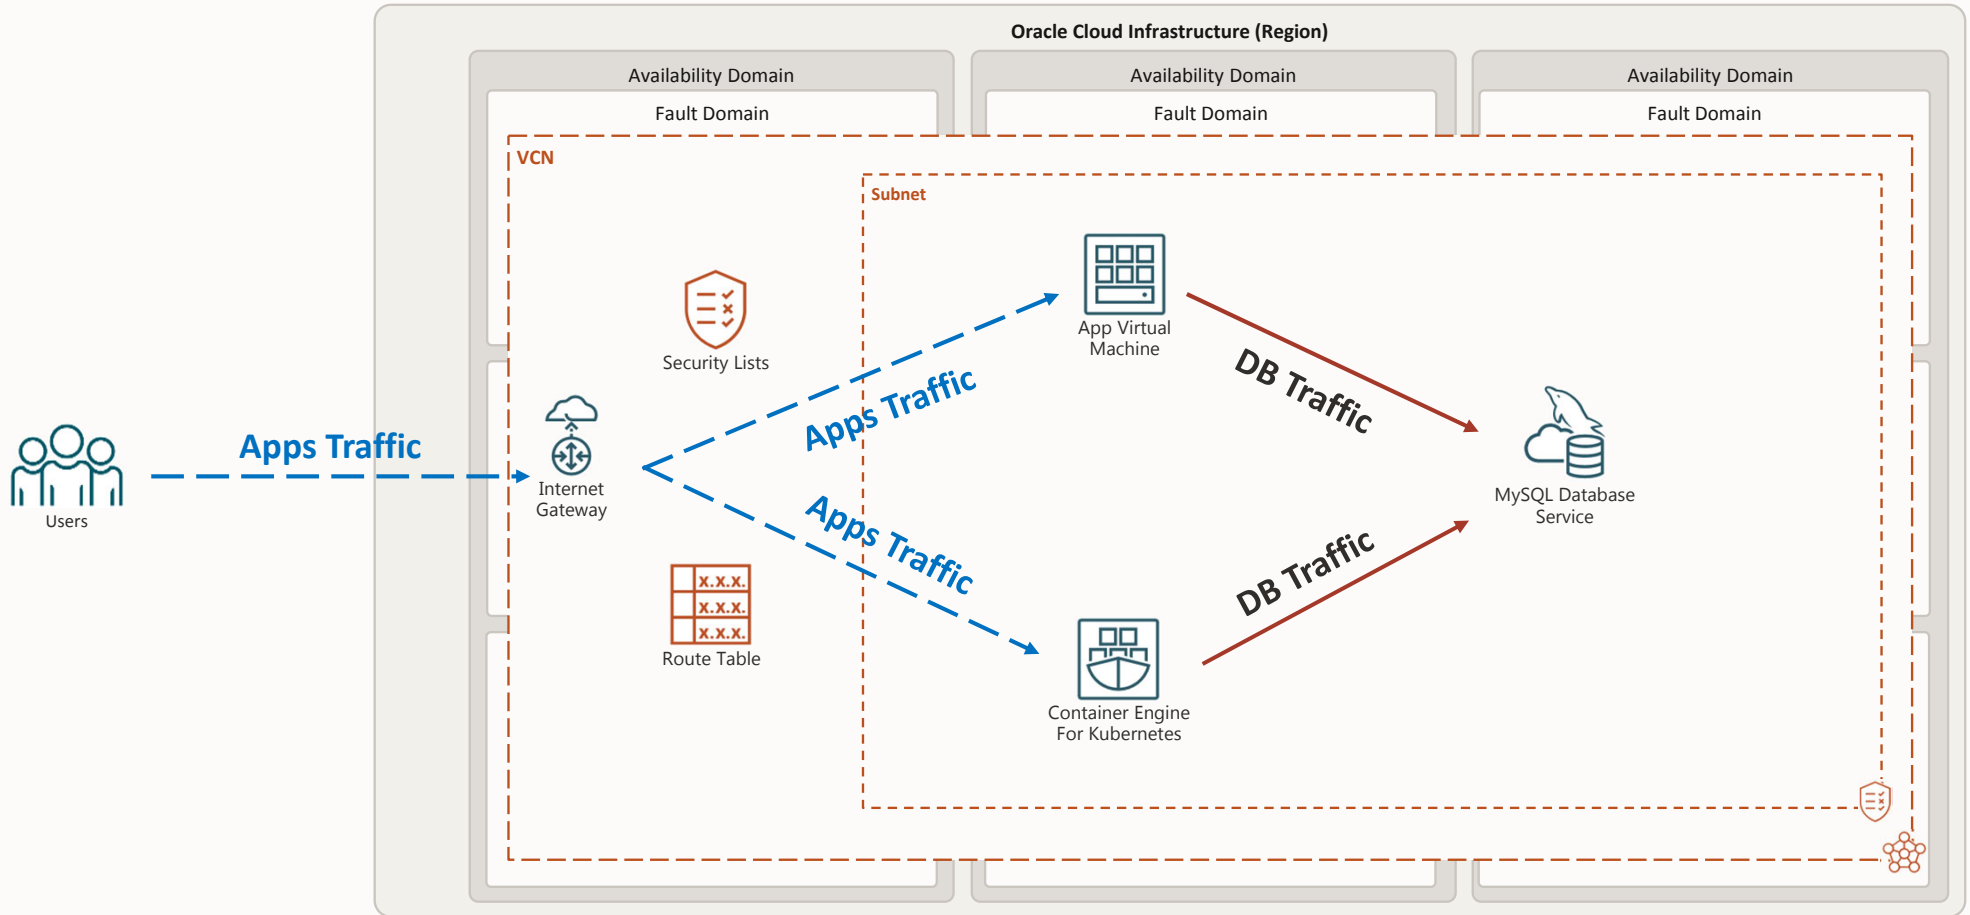 Oracle Cloud Infrastructure (Region)
Availability Domain
Availability Domain
Availability Domain
Fault Domain
Fault Domain
Fault Domain
VCN
Subnet
Security Lists
App Virtual
Machine
Apps Traffic
DB Traffic
Apps Traffic
Users
Internet
Gateway
MySQL Database
Service
Apps Traffic
DB Traffic
x.x.x.
x.x.x.
x.x.x.
Route Table
Container Engine
For Kubernetes